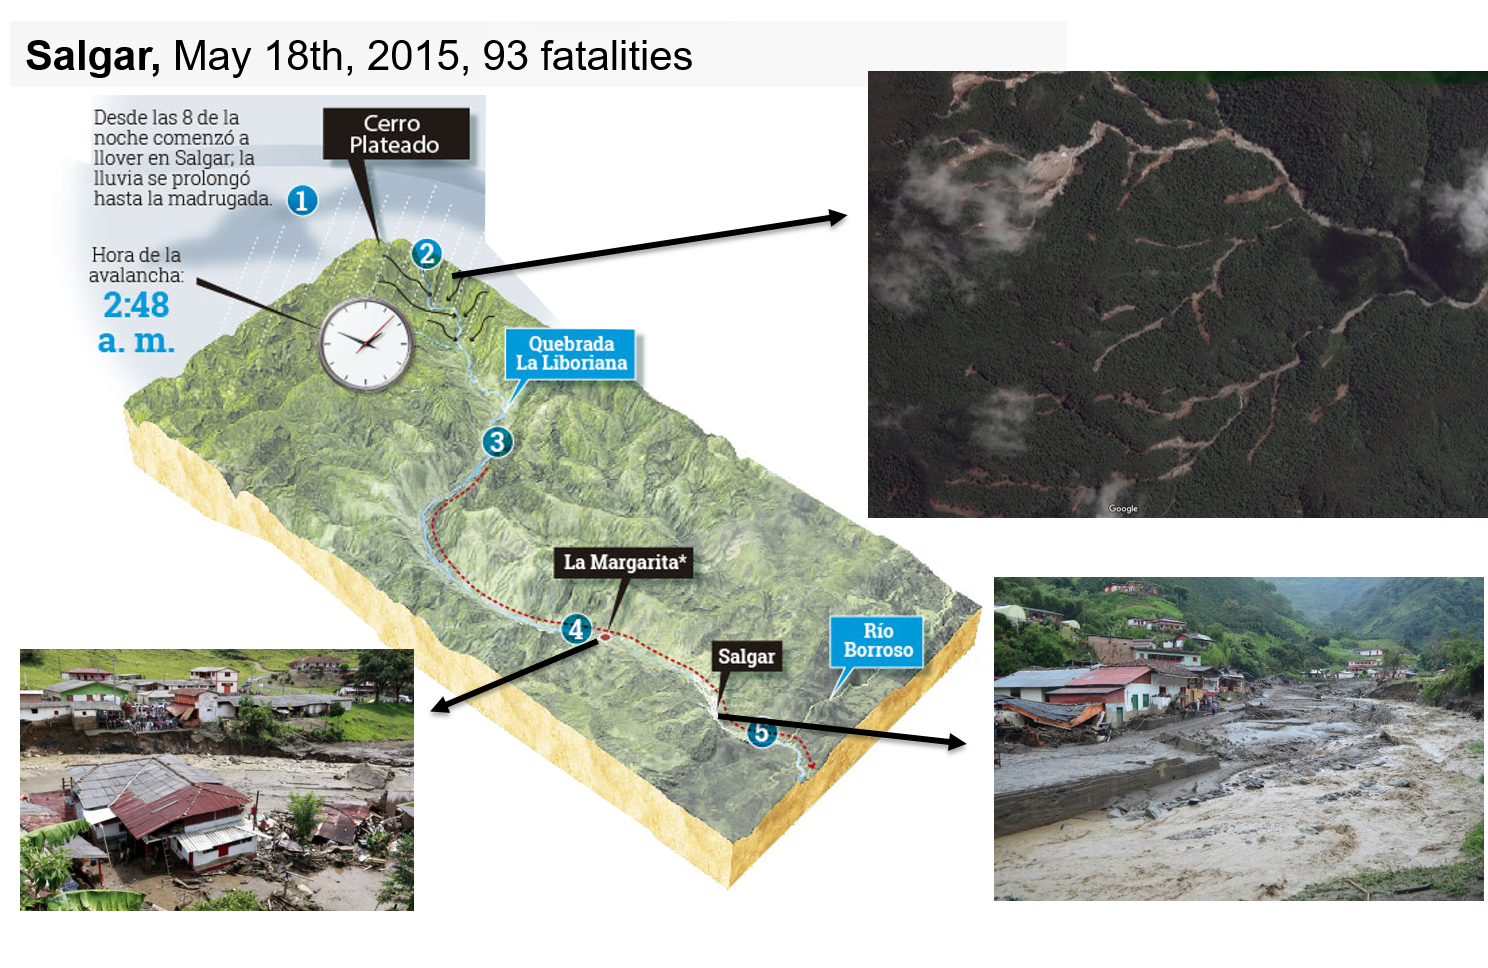 Salgar, May 18th, 2015, 93 fatalities
Desde las 8 de la
noche comenzó a
llover en Salgar; la
lluvia se prolongó
hasta la madrugada.
1
Cerro
Plateado
2
Hora de la
avalancha:
2:48
a. m.
Quebrada
La Liboriana
3
La Margarita*
4
Salgar
Río
Borroso
5
Google